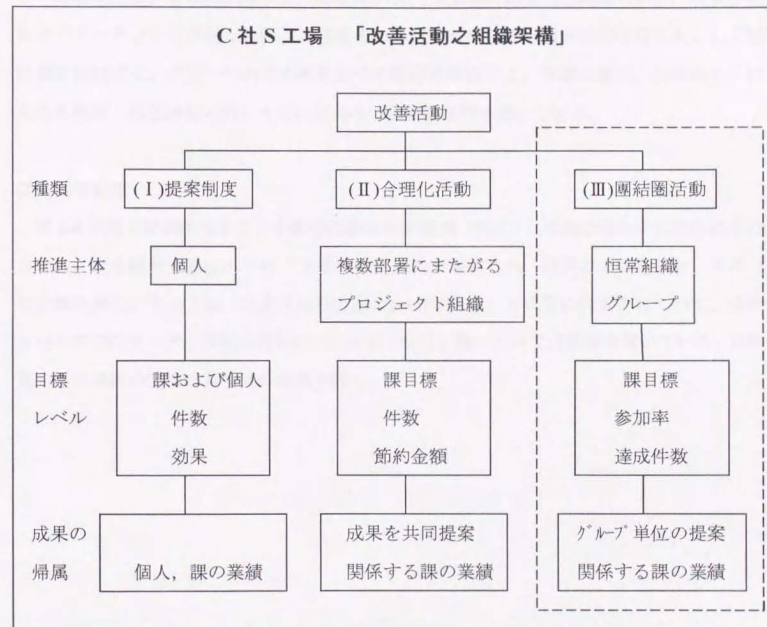 C 社 S 工場 「改善活動之組織架構」
改善活動
種類
(Ⅰ)提案制度
(Ⅱ)合理化活動
(Ⅲ)團結圈活動
推進主体
個人
複数部署にまたがる
プロジェクト組織
恒常組織
グループ
目標
レベル
課および個人
件数
効果
課目標
件数
節約金額
課目標
参加率
達成件数
成果の
帰属
個人，課の業績
成果を共同提案
関係する課の業績
グループ単位の提案
関係する課の業績